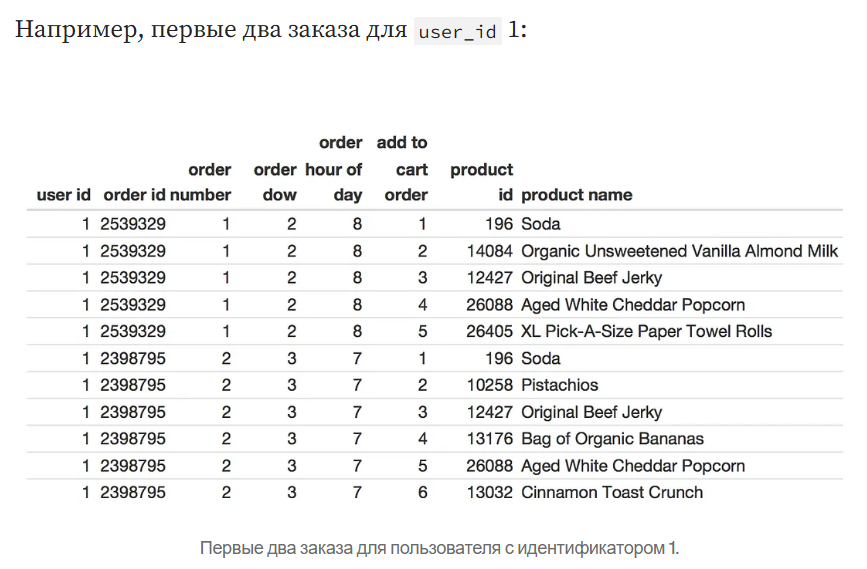 Например, первые два заказа для user_id 1:
order add to
order order hour of cart product
user id order id number dow day order id product name
1 2539329 1 2 8 1 196 Soda
1 2539329 1 2 8 2 14084 Organic Unsweetened Vanilla Almond Milk
1 2539329 1 2 8 3 12427 Original Beef Jerky
1 2539329 1 2 8 4 26088 Aged White Cheddar Popcorn
1 2539329 1 2 8 5 26405 XL Pick-A-Size Paper Towel Rolls
1 2398795 2 3 7 1 196 Soda
1 2398795 2 3 7 2 10258 Pistachios
1 2398795 2 3 7 3 12427 Original Beef Jerky
1 2398795 2 3 7 4 13176 Bag of Organic Bananas
1 2398795 2 3 7 5 26088 Aged White Cheddar Popcorn
1 2398795 2 3 7 6 13032 Cinnamon Toast Crunch
Первые два заказа для пользователя с идентификатором 1.